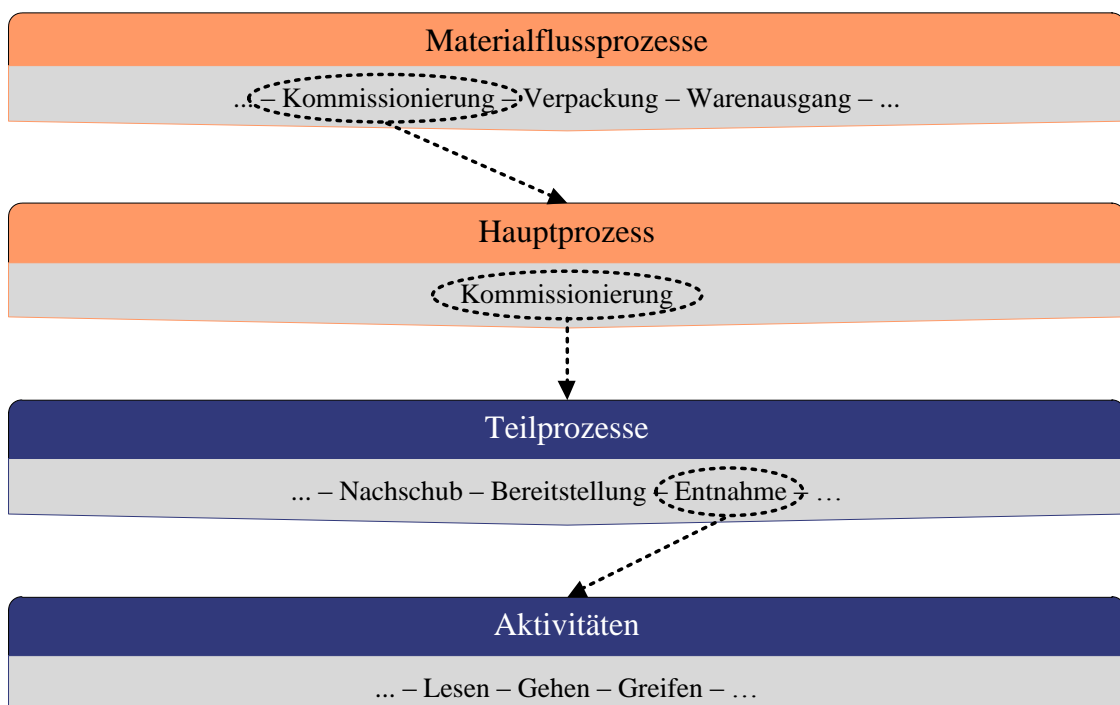 Materialflussprozesse
... – Kommissionierung – Verpackung – Warenausgang – ...
Hauptprozess
Kommissionierung
Teilprozesse
... – Nachschub – Bereitstellung – Entnahme – …
Aktivitäten
... – Lesen – Gehen – Greifen – …